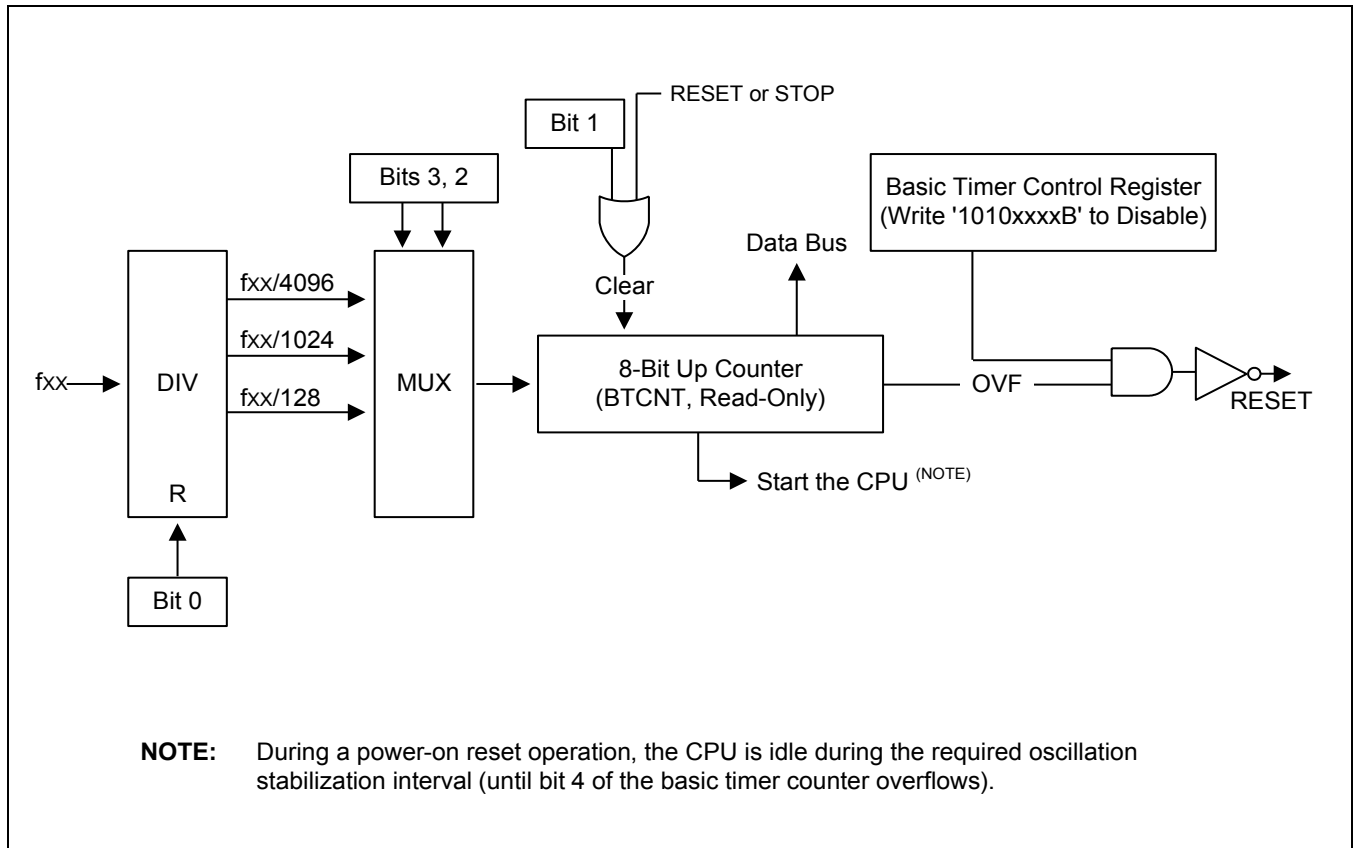 RESET or STOP
Bit 1
Bits 3, 2
Basic Timer Control Register
(Write '1010xxxxB' to Disable)
Data Bus
Clear
fxx/4096
fxx/1024
fxx/128
fxx
DIV
R
MUX
8-Bit Up Counter
(BTCNT, Read-Only)
OVF
RESET
Start the CPU (NOTE)
Bit 0
NOTE: During a power-on reset operation, the CPU is idle during the required oscillation
stabilization interval (until bit 4 of the basic timer counter overflows).